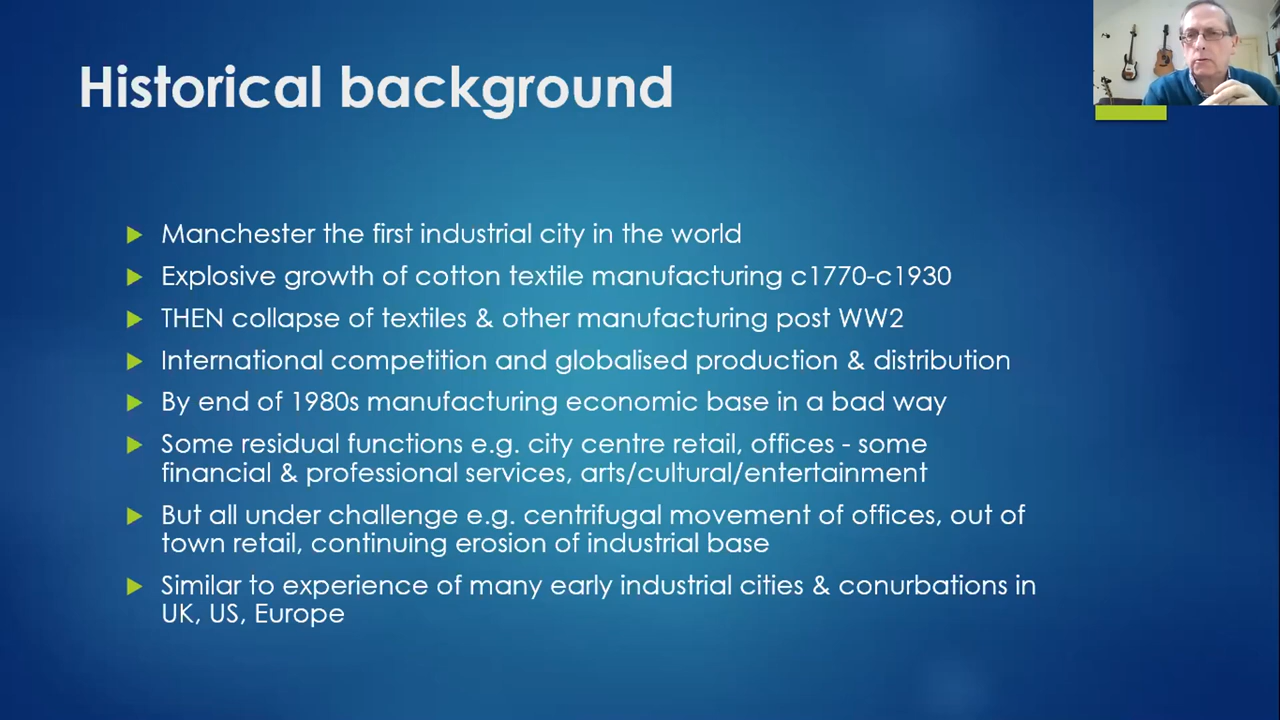 Historical background
Manchester the first industrial city in the world
Explosive growth of cotton textile manufacturing c1770-c1930
THEN collapse of textiles & other manufacturing post WW2
International competition and globalised production & distribution
By end of 1980s manufacturing economic base in a bad way
Some residual functions e.g. city centre retail, offices - some
financial & professional services, arts/cultural/entertainment
But all under challenge e.g. centrifugal movement of offices, out of
town retail, continuing erosion of industrial base
Similar to experience of many early industrial cities & conurbations in
UK, US, Europe